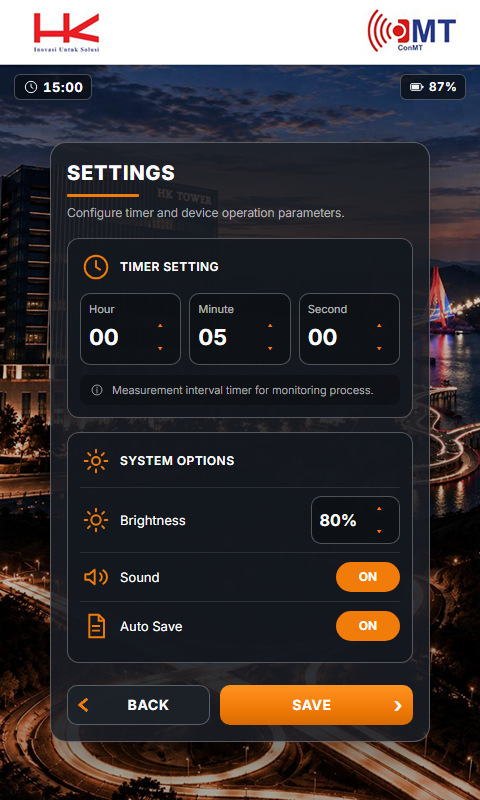 HK
Inovasi Untuk Solusi
MT
ConMT
15:00
87%
HK TOWER
SETTINGS
Configure timer and device operation parameters.
TIMER SETTING
Hour
00
Minute
05
Second
00
Measurement interval timer for monitoring process.
SYSTEM OPTIONS
Brightness
80%
Sound
ON
Auto Save
ON
BACK
SAVE